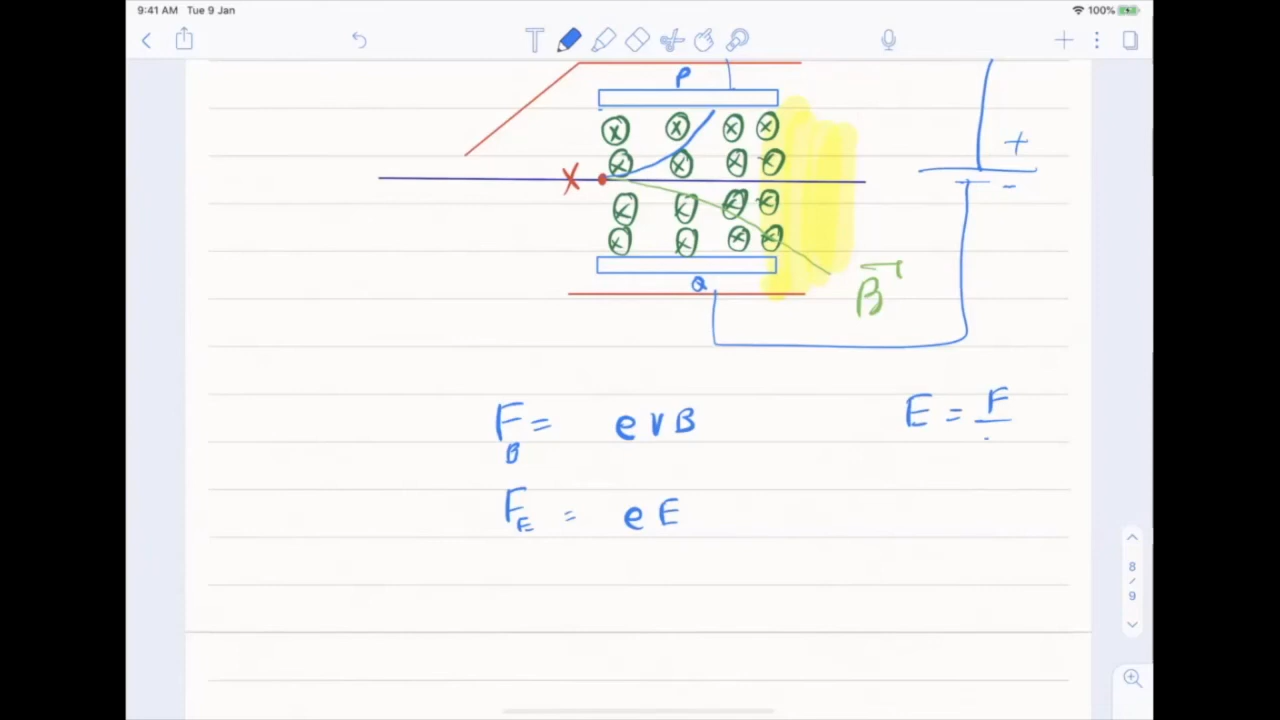 9:41 AM Tue 9 Jan
100%
T
P
X
+
-
Q
B
F_B = e v B
E = F
F_E = e E
8
/
9